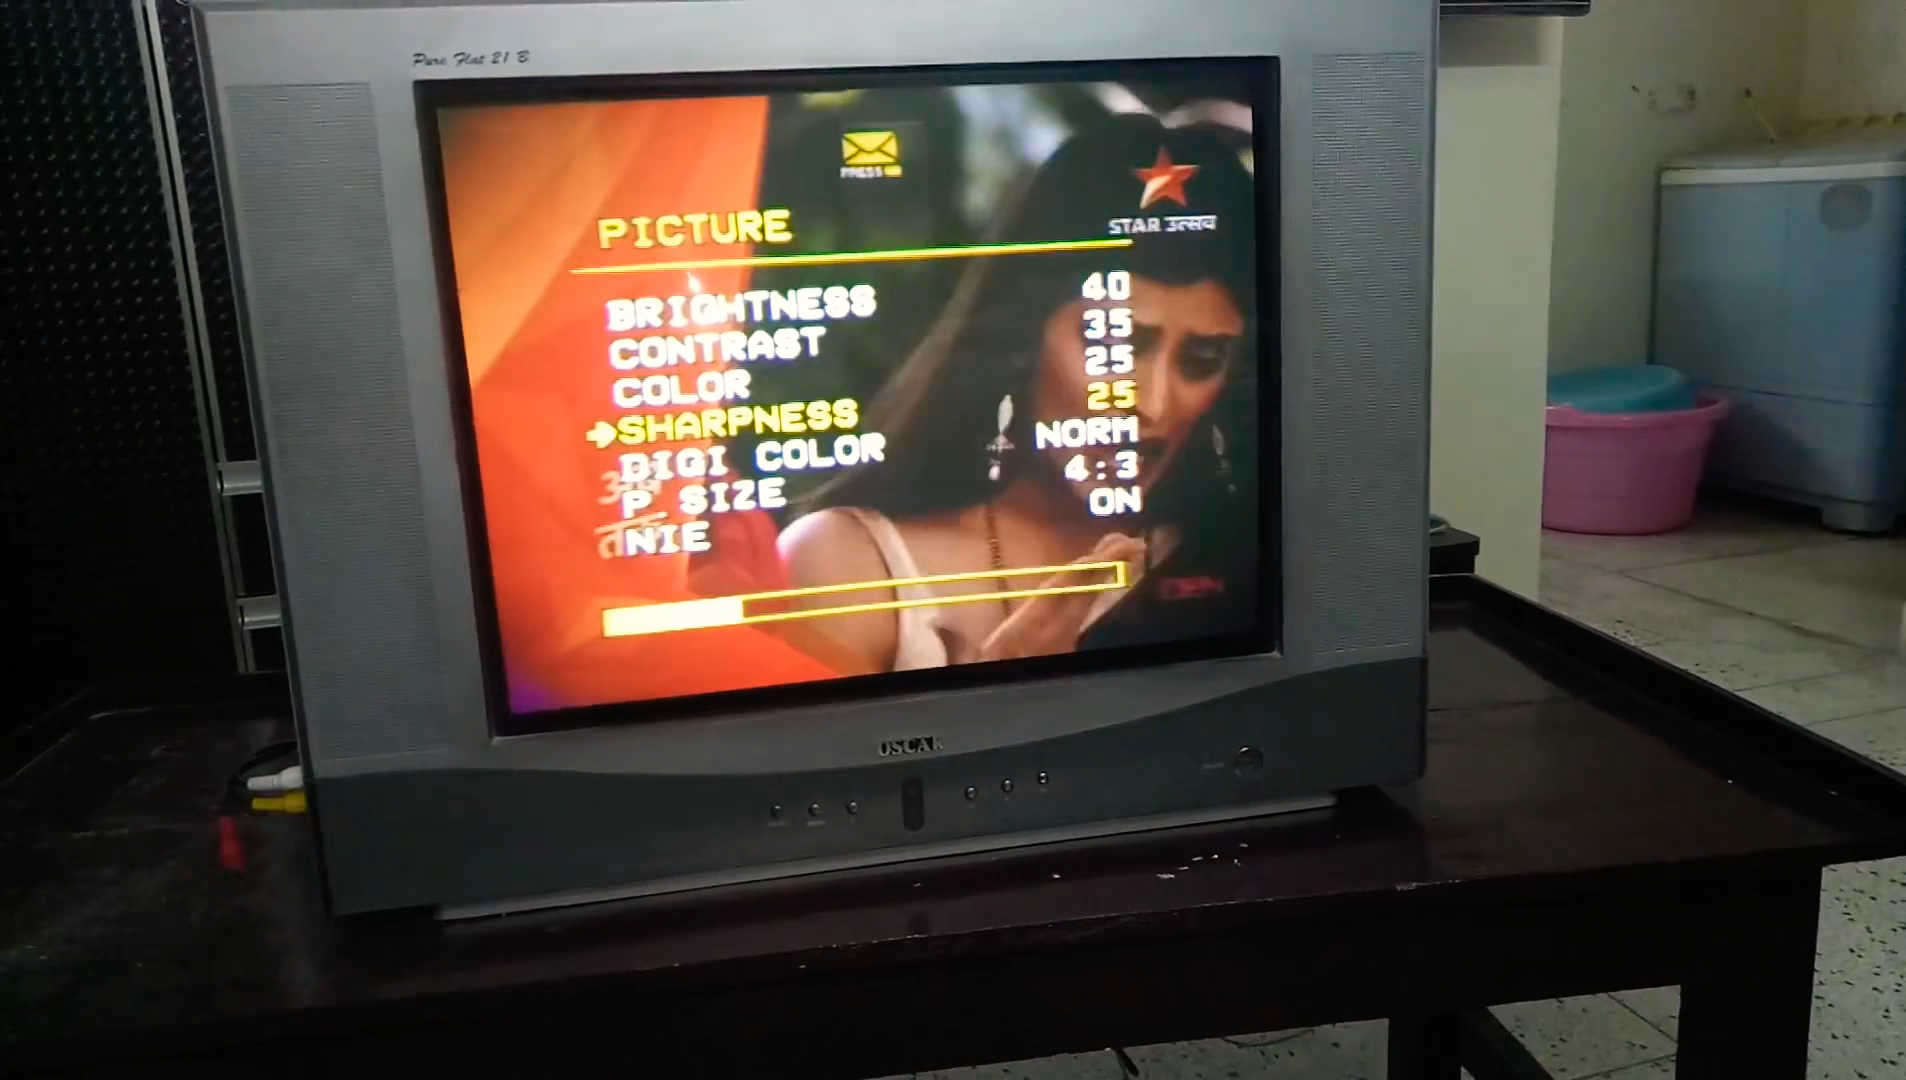 Pure Flat 21 B
PRESS
STAR उत्सव
PICTURE
BRIGHTNESS 40
CONTRAST 35
COLOR 25
➔SHARPNESS 25
DIGI COLOR NORM
P SIZE 4:3
NIE ON
OSCAR